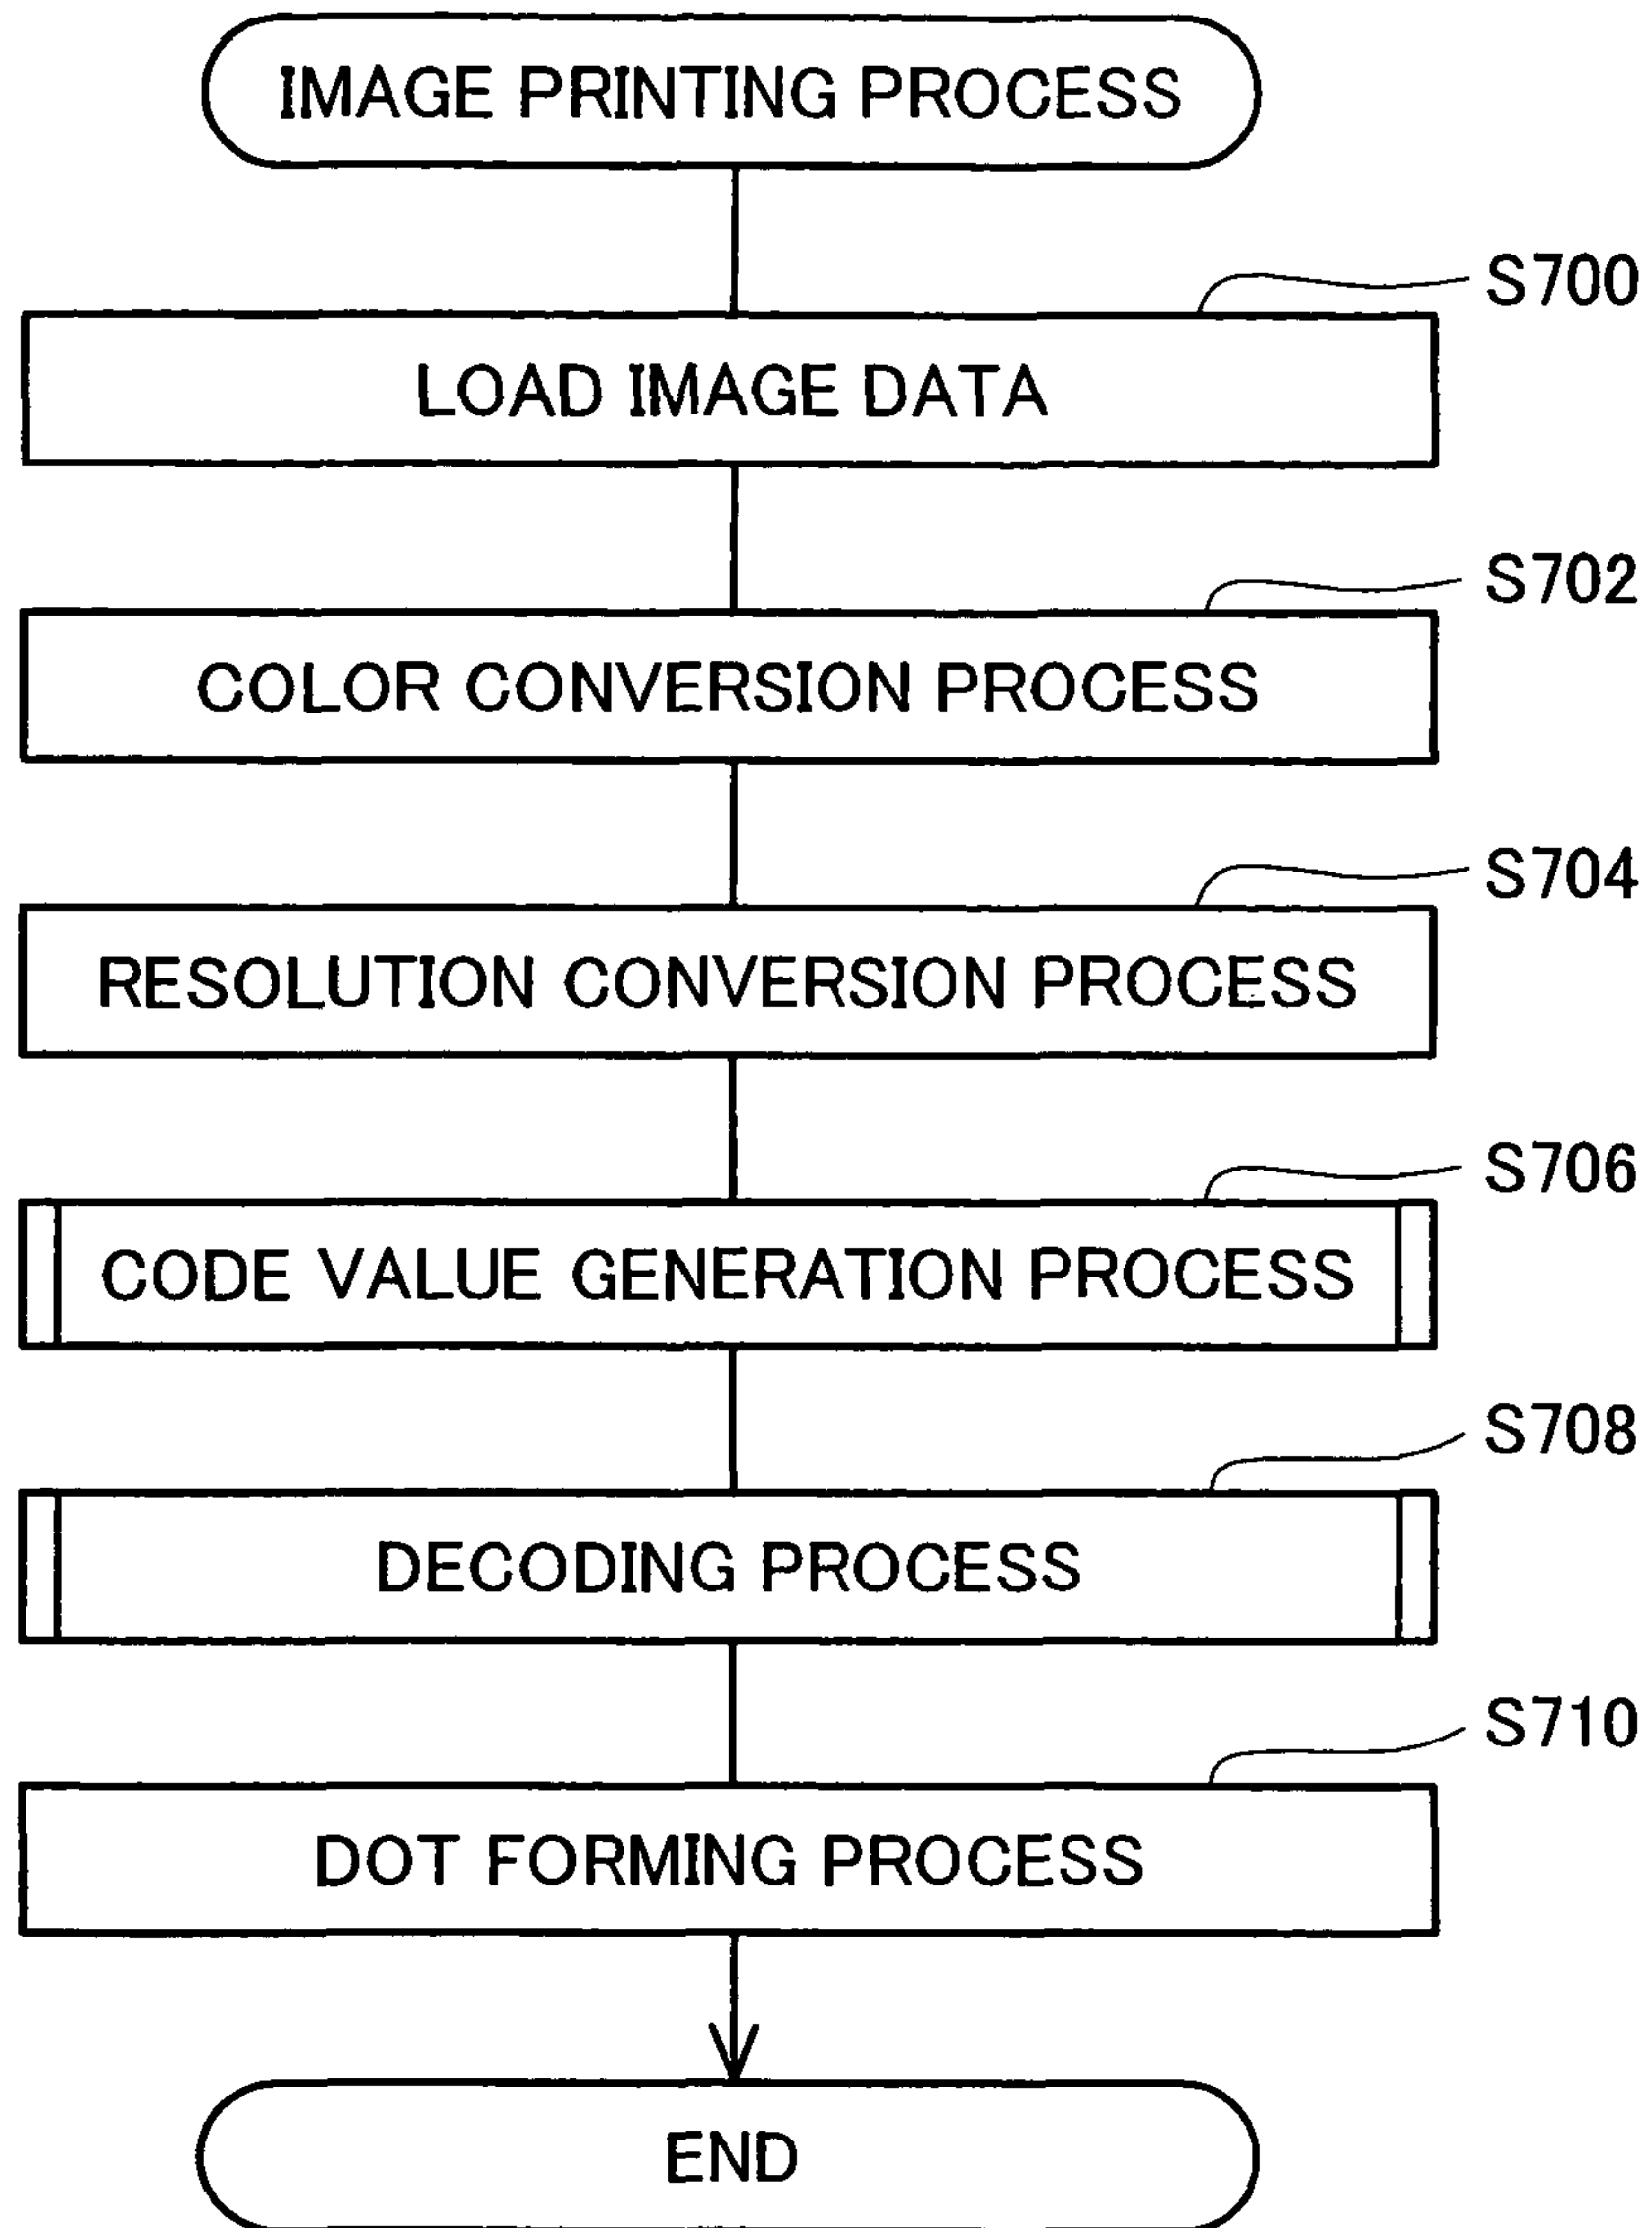 IMAGE PRINTING PROCESS
S700
LOAD IMAGE DATA
S702
COLOR CONVERSION PROCESS
S704
RESOLUTION CONVERSION PROCESS
S706
CODE VALUE GENERATION PROCESS
S708
DECODING PROCESS
S710
DOT FORMING PROCESS
END